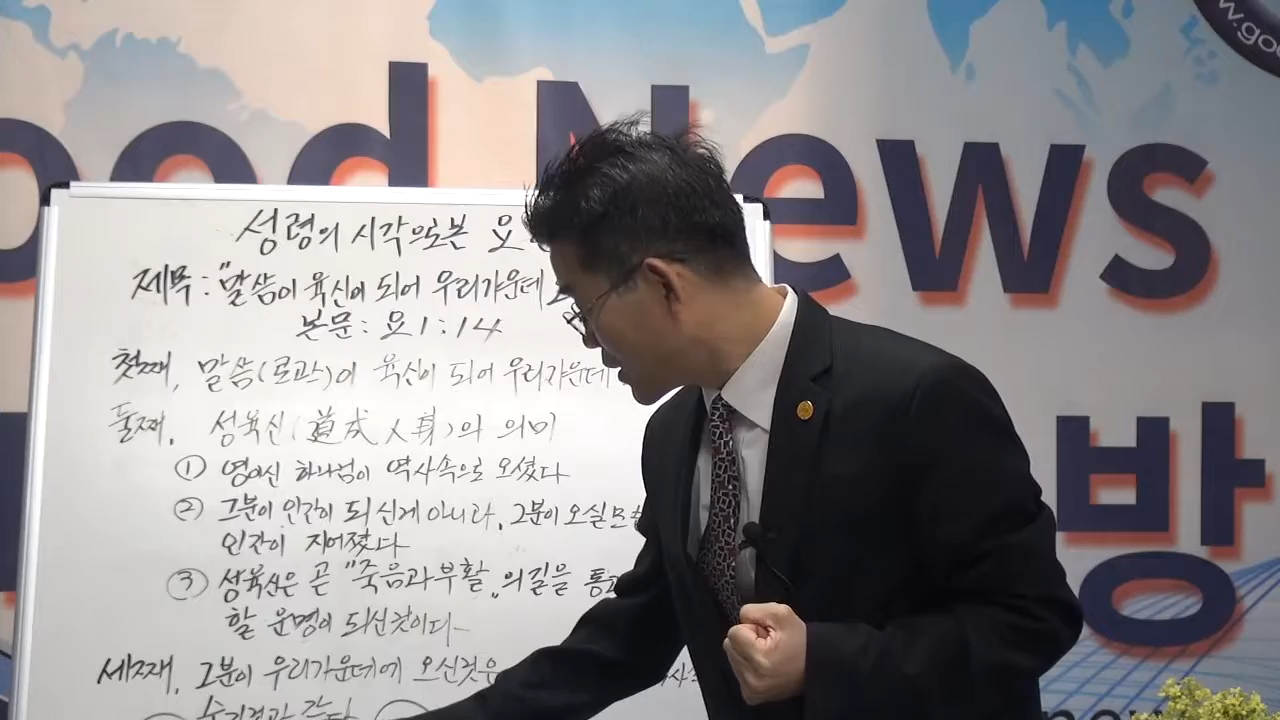 w.goo
Good News
방
성령의 시각으로본 요
제목 : "말씀이 육신이 되어 우리가운데
본문 : 요 1 : 14
첫째, 말씀(로고스)이 육신이 되어 우리가운데
둘째, 성육신(道成人身)의 의미
① 영이신 하나님이 역사속으로 오셨다
② 그분이 인간이 되신게 아니라, 그분이 오실 모
인간이 지어졌다
③ 성육신은 곧 "죽음과 부활"의 길을 통과
할 운명이 되신것이다
세째, 그분이 우리가운데에 오신것은
new